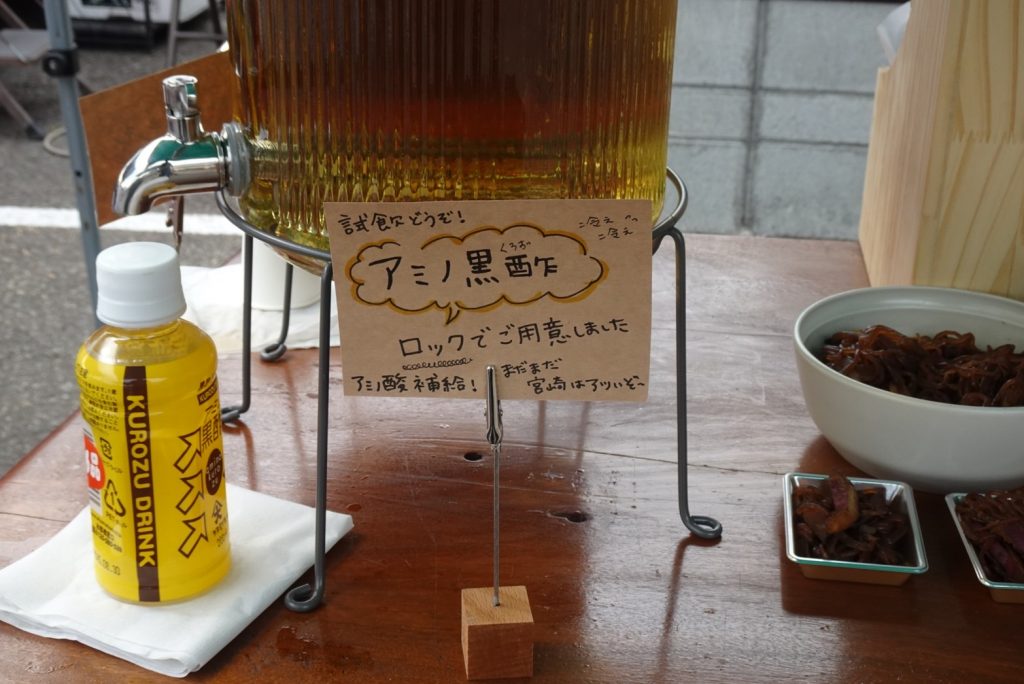 試飲どうぞ!
冷え"
冷え
くろず
アミノ黒酢
ロックでご用意しました
アミノ酸補給!
まだまだ
宮崎はアツいぞ〜
KUROZU DRINK
黒酢